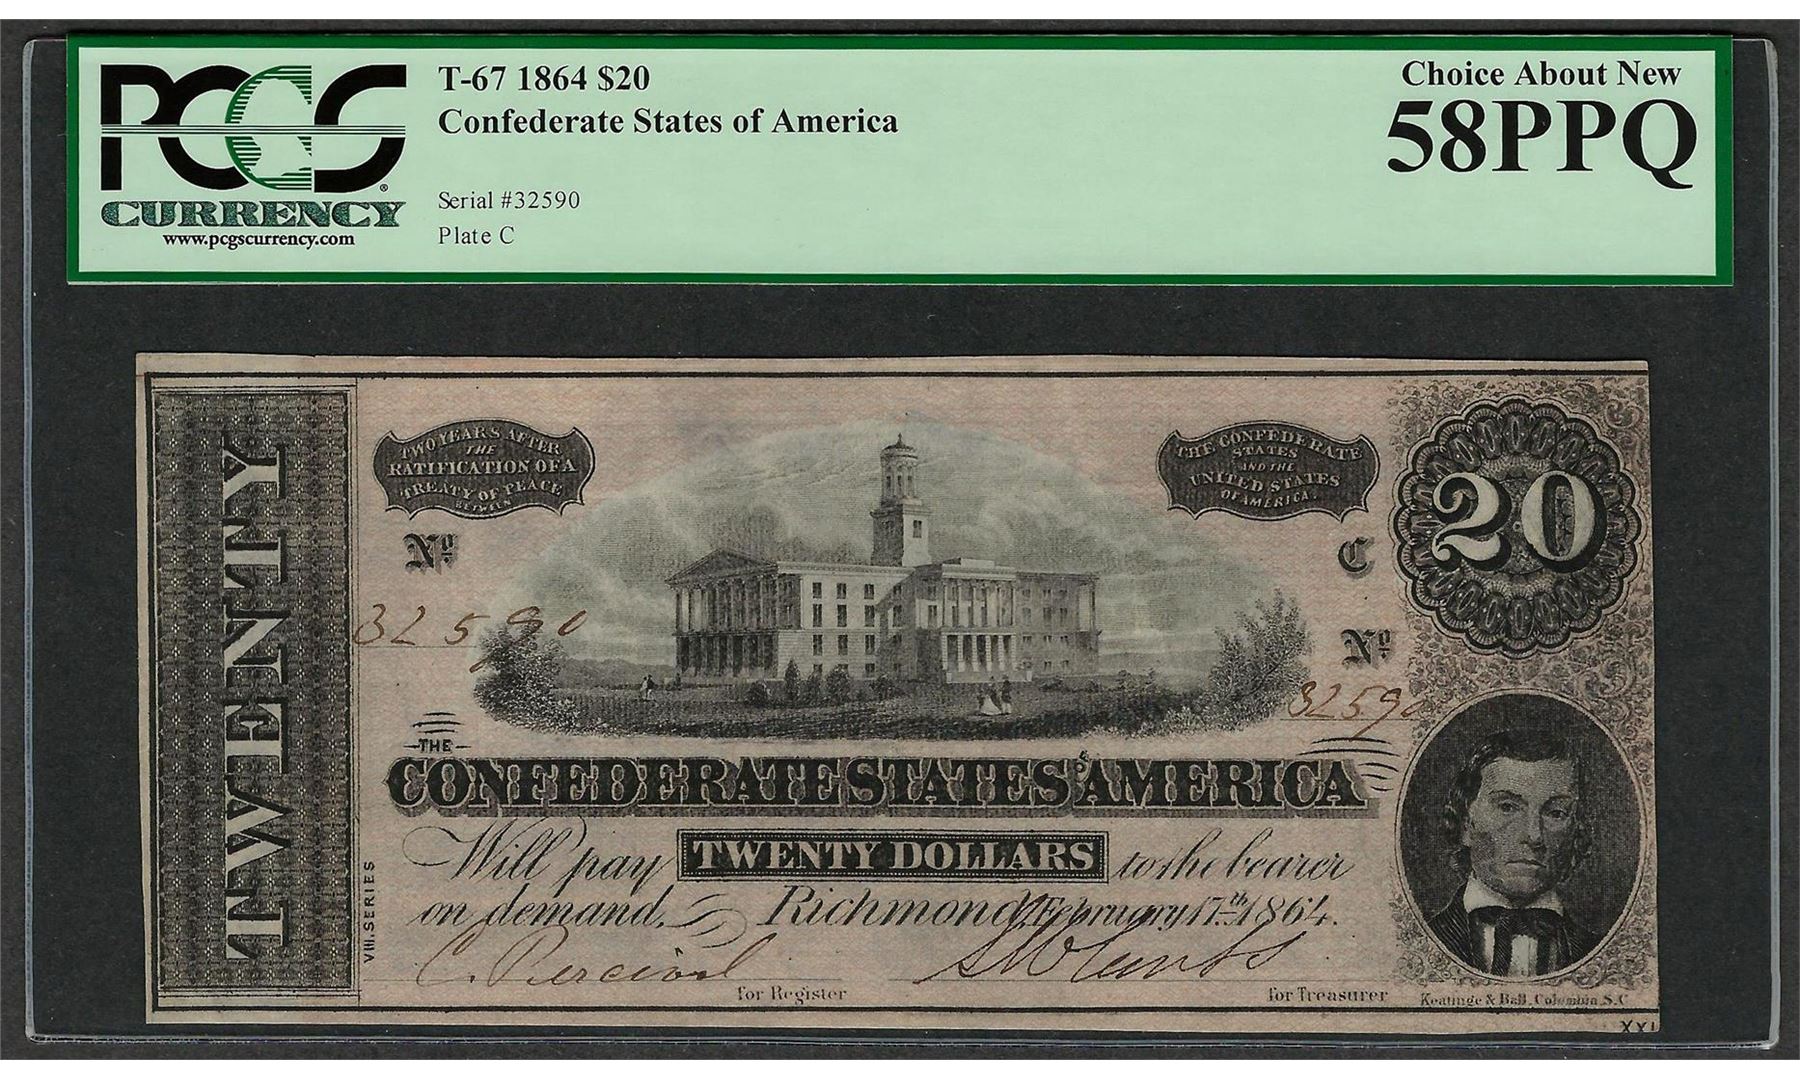 PCGS
CURRENCY
www.pcgscurrency.com
T-67 1864 $20
Confederate States of America
Serial #32590
Plate C
Choice About New
58PPQ
TWENTY
TWO YEARS AFTER
THE
RATIFICATION OF A
TREATY OF PEACE
BETWEEN
THE CONFEDERATE
STATES
AND THE
UNITED STATES
OF AMERICA.
20
No
C
32590
No
32590
THE
CONFEDERATE STATES OF AMERICA
Will pay TWENTY DOLLARS to the bearer
on demand. Richmond, February 17th 1864.
VIII. SERIES
C. Percival
for Register
for Treasurer
Keatinge & Ball, Columbia, S.C
XXI